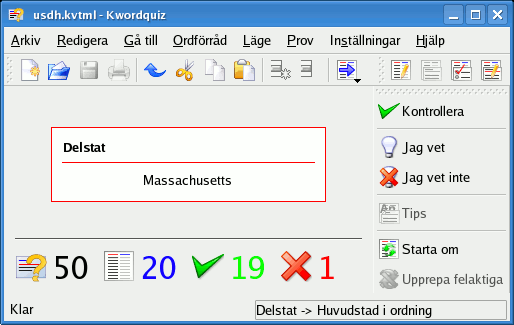 usdh.kvtml - Kwordquiz
Arkiv Redigera Gå till Ordförråd Läge Prov Inställningar Hjälp
Delstat
Massachusetts
Kontrollera
Jag vet
Jag vet inte
Tips
Starta om
Upprepa felaktiga
50 20 19 1
Klar
Delstat -> Huvudstad i ordning